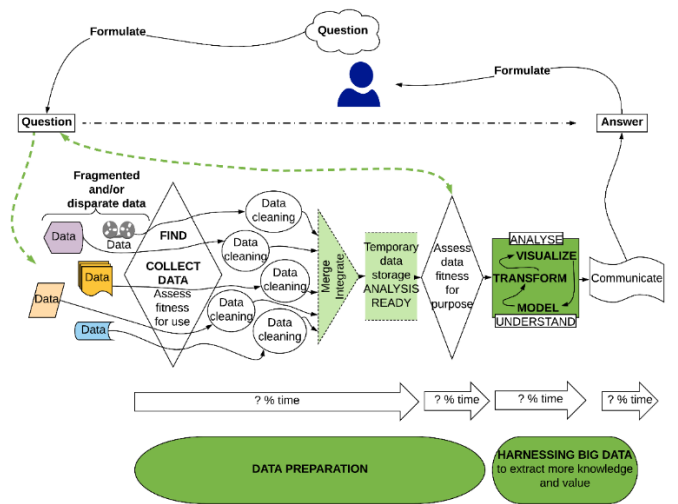 Question
Formulate
Formulate
Question
Answer
Fragmented
and/or
disparate data
Data
Data
Data
Data
Data
FIND
COLLECT
DATA
Assess
fitness
for use
Data
cleaning
Data
cleaning
Data
cleaning
Data
cleaning
Data
cleaning
Merge
Integrate
Temporary
data
storage
ANALYSIS
READY
Assess
data
fitness
for
purpose
ANALYSE
VISUALIZE
TRANSFORM
MODEL
UNDERSTAND
Communicate
? % time
? % time
? % time
? % time
DATA PREPARATION
HARNESSING BIG DATA
to extract more knowledge
and value